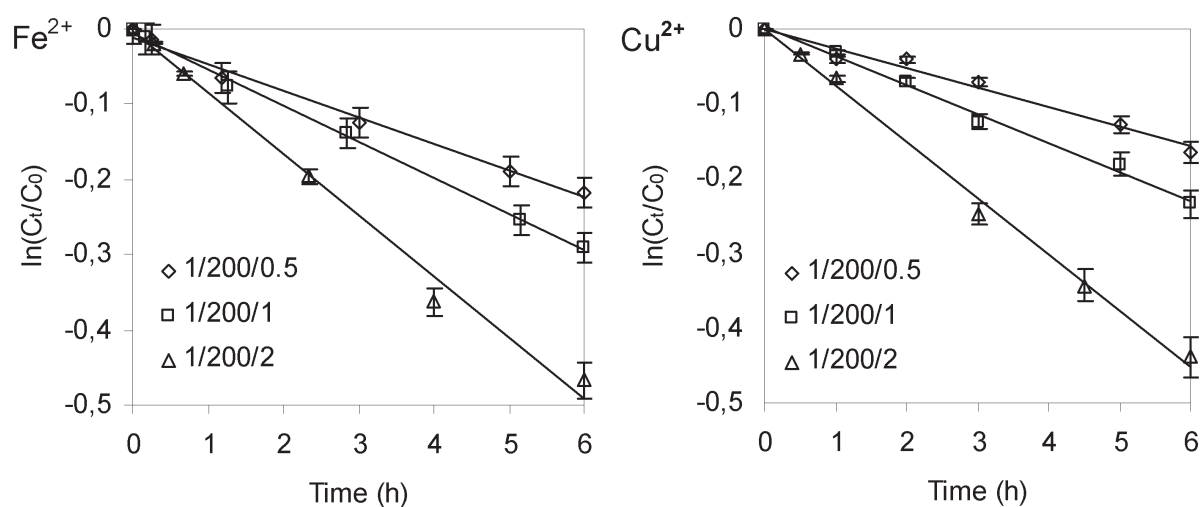 Fe2+
0
-0,1
-0,2
-0,3
-0,4
-0,5
ln(Ct/C0)
1/200/0.5
1/200/1
1/200/2
0 1 2 3 4 5 6
Time (h)
Cu2+
0
-0,1
-0,2
-0,3
-0,4
-0,5
ln(Ct/C0)
1/200/0.5
1/200/1
1/200/2
0 1 2 3 4 5 6
Time (h)